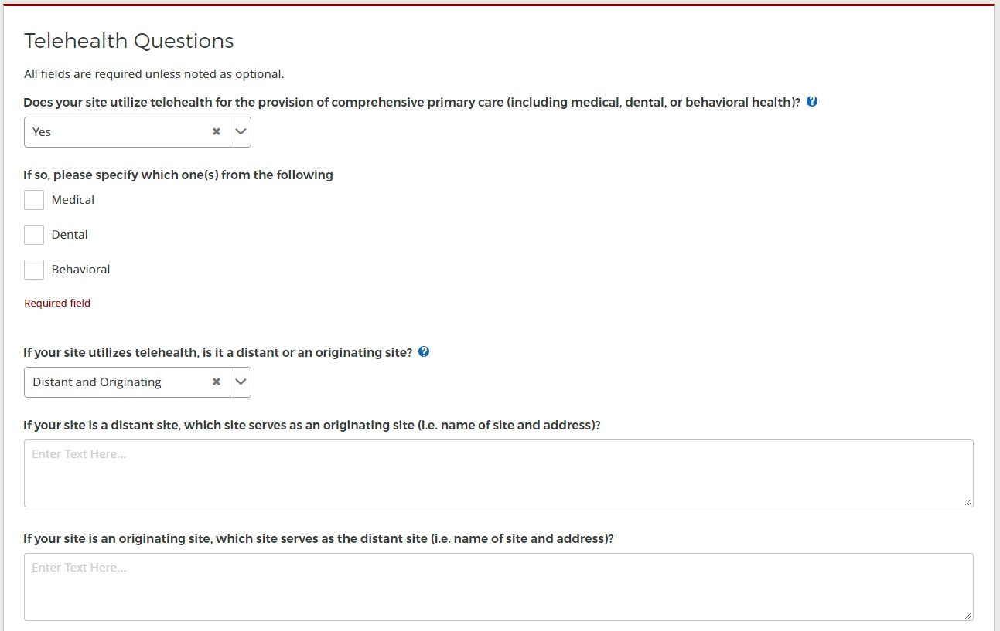 Telehealth Questions
All fields are required unless noted as optional.
Does your site utilize telehealth for the provision of comprehensive primary care (including medical, dental, or behavioral health)? ?
Yes
If so, please specify which one(s) from the following
Medical
Dental
Behavioral
Required field
If your site utilizes telehealth, is it a distant or an originating site? ?
Distant and Originating
If your site is a distant site, which site serves as an originating site (i.e. name of site and address)?
Enter Text Here...
If your site is an originating site, which site serves as the distant site (i.e. name of site and address)?
Enter Text Here...